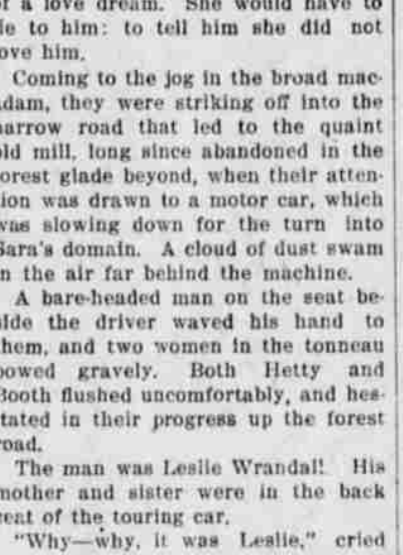 of a love dream. She would have to
lie to him: to tell him she did not
love him.
Coming to the jog in the broad mac-
adam, they were striking off into the
narrow road that led to the quaint
old mill, long since abandoned in the
forest glade beyond, when their atten-
tion was drawn to a motor car, which
was slowing down for the turn into
Sara's domain. A cloud of dust swam
in the air far behind the machine.
A bare-headed man on the seat be-
side the driver waved his hand to
them, and two women in the tonneau
bowed gravely. Both Hetty and
Booth flushed uncomfortably, and hes-
itated in their progress up the forest
road.
The man was Leslie Wrandall. His
mother and sister were in the back
seat of the touring car.
"Why—why, it was Leslie," cried